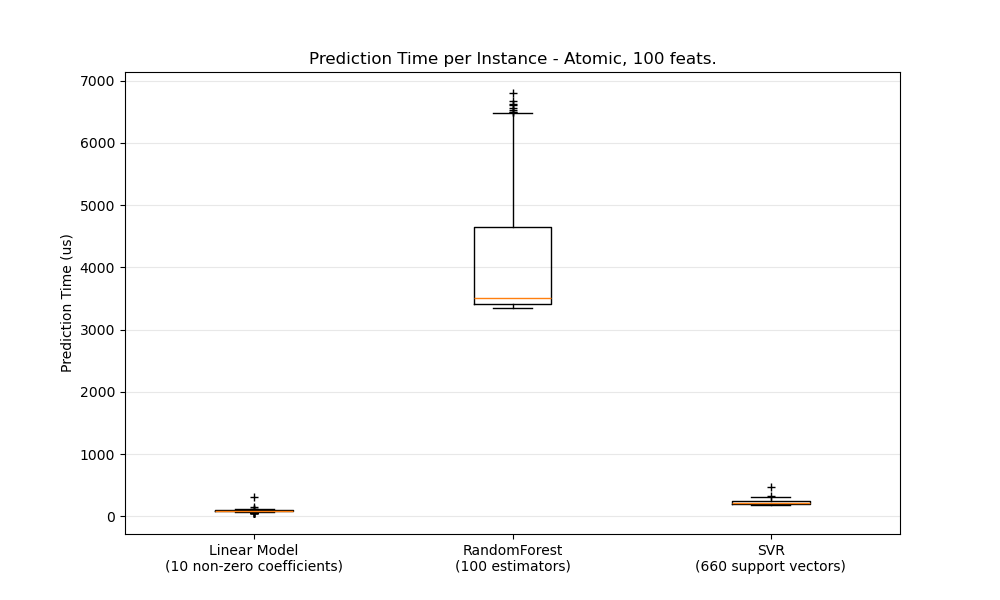 Prediction Time per Instance - Atomic, 100 feats.
7000
6000
5000
4000
3000
2000
1000
0
Prediction Time (us)
Linear Model
(10 non-zero coefficients)
RandomForest
(100 estimators)
SVR
(660 support vectors)